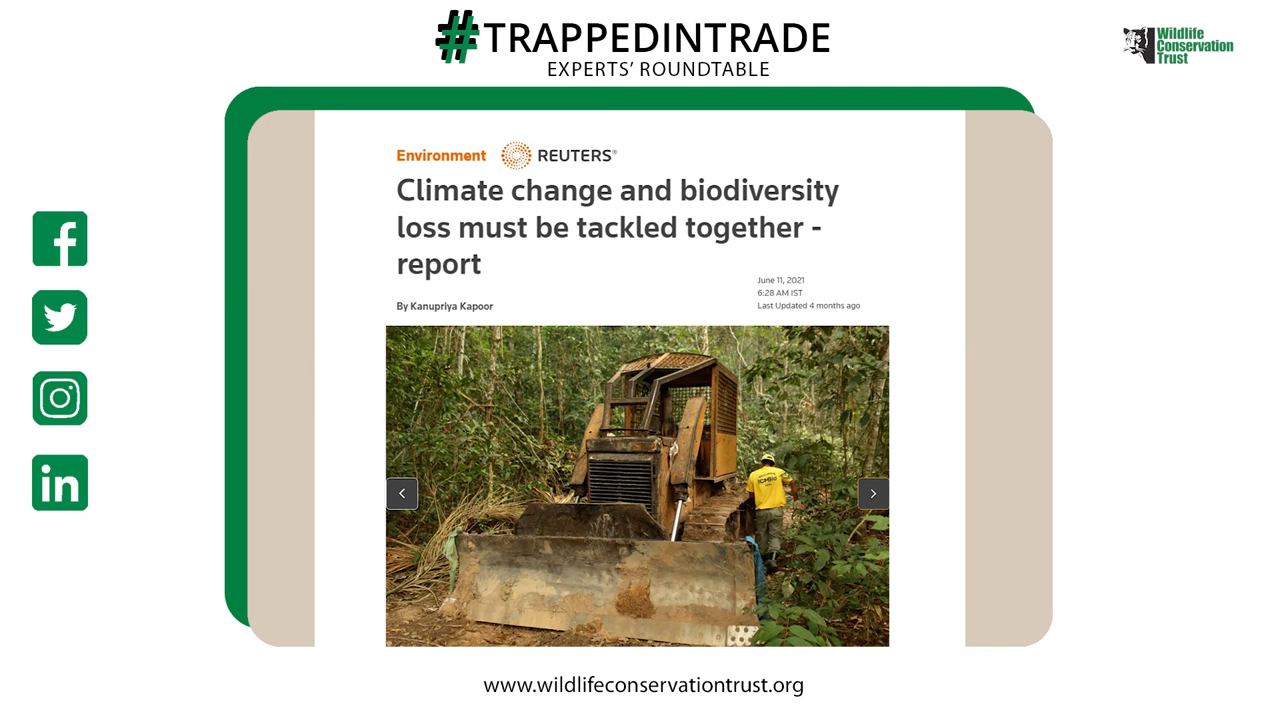 #TRAPPEDINTRADE
EXPERTS’ ROUNDTABLE
Wildlife
Conservation
Trust
Environment REUTERS®
Climate change and biodiversity
loss must be tackled together -
report
June 11, 2021
6:28 AM IST
Last Updated 4 months ago
By Kanupriya Kapoor
ICMBio
www.wildlifeconservationtrust.org